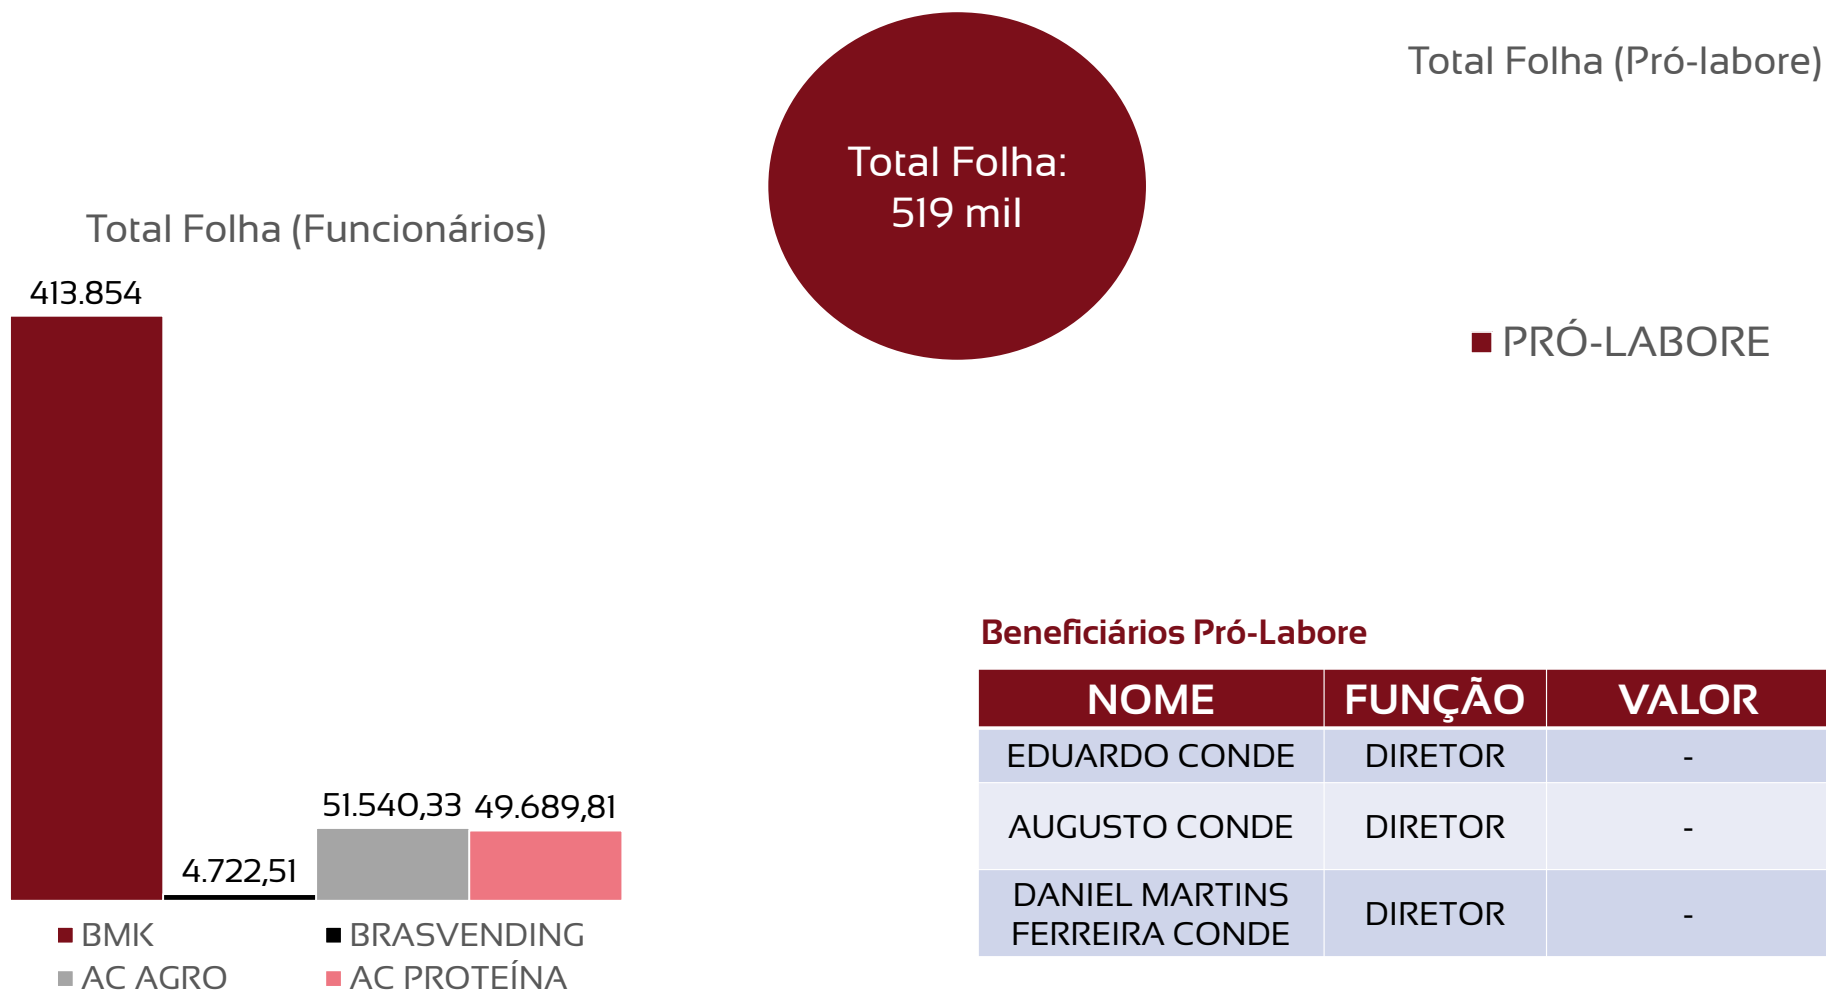 Total Folha (Pró-labore)
Total Folha:
519 mil
Total Folha (Funcionários)
413.854
4.722,51
51.540,33
49.689,81
BMK
BRASVENDING
AC AGRO
AC PROTEÍNA
PRÓ-LABORE
Beneficiários Pró-Labore
NOME FUNÇÃO VALOR
EDUARDO CONDE DIRETOR -
AUGUSTO CONDE DIRETOR -
DANIEL MARTINS
FERREIRA CONDE DIRETOR -